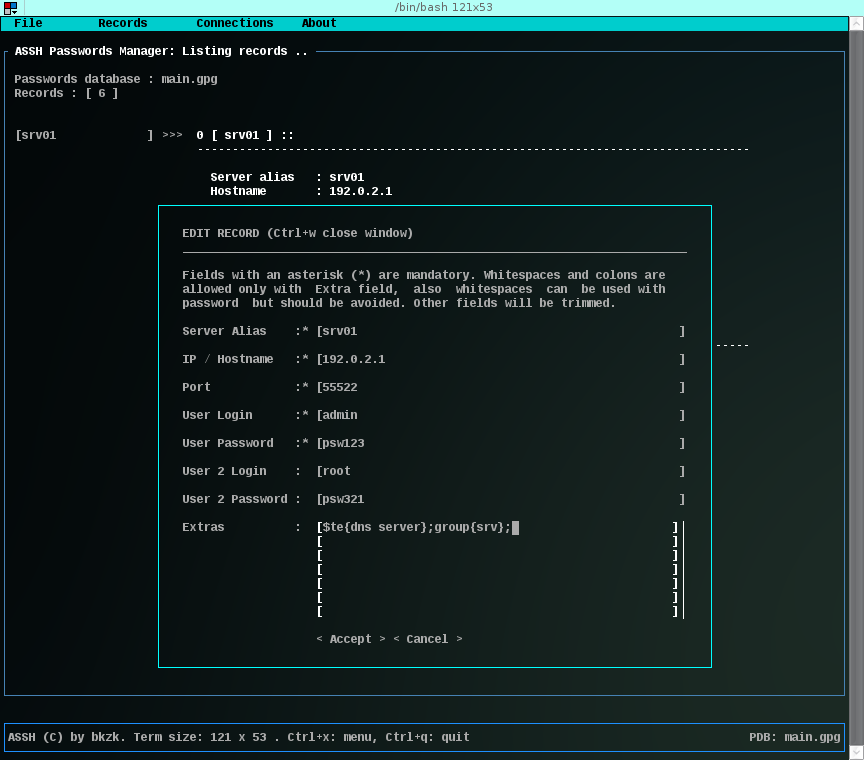 /bin/bash 121x53
File Records Connections About
ASSH Passwords Manager: Listing records ..
Passwords database : main.gpg
Records : [ 6 ]
[srv01 ] >>> 0 [ srv01 ] ::
--------------------------------------------------------------------------------
Server alias : srv01
Hostname : 192.0.2.1
EDIT RECORD (Ctrl+w close window)
Fields with an asterisk (*) are mandatory. Whitespaces and colons are
allowed only with Extra field, also whitespaces can be used with
password but should be avoided. Other fields will be trimmed.
Server Alias :* [srv01 ]
-----
IP / Hostname :* [192.0.2.1 ]
Port :* [55522 ]
User Login :* [admin ]
User Password :* [psw123 ]
User 2 Login : [root ]
User 2 Password : [psw321 ]
Extras : [$te{dns server};group{srv}; ]
[ ]
[ ]
[ ]
[ ]
[ ]
[ ]
< Accept > < Cancel >
ASSH (C) by bkzk. Term size: 121 x 53 . Ctrl+x: menu, Ctrl+q: quit PDB: main.gpg